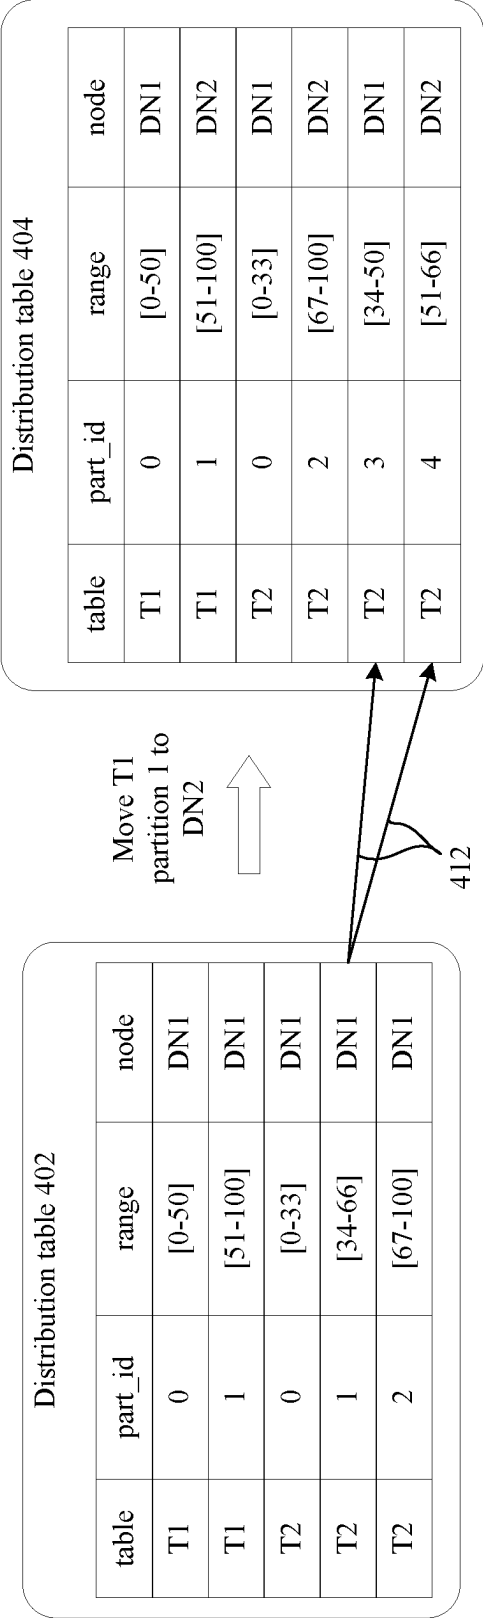 Distribution table 402
table part_id range node
T1 0 [0-50] DN1
T1 1 [51-100] DN1
T2 0 [0-33] DN1
T2 1 [34-66] DN1
T2 2 [67-100] DN1
Move T1
partition 1 to
DN2
412
Distribution table 404
table part_id range node
T1 0 [0-50] DN1
T1 1 [51-100] DN2
T2 0 [0-33] DN1
T2 2 [67-100] DN2
T2 3 [34-50] DN1
T2 4 [51-66] DN2